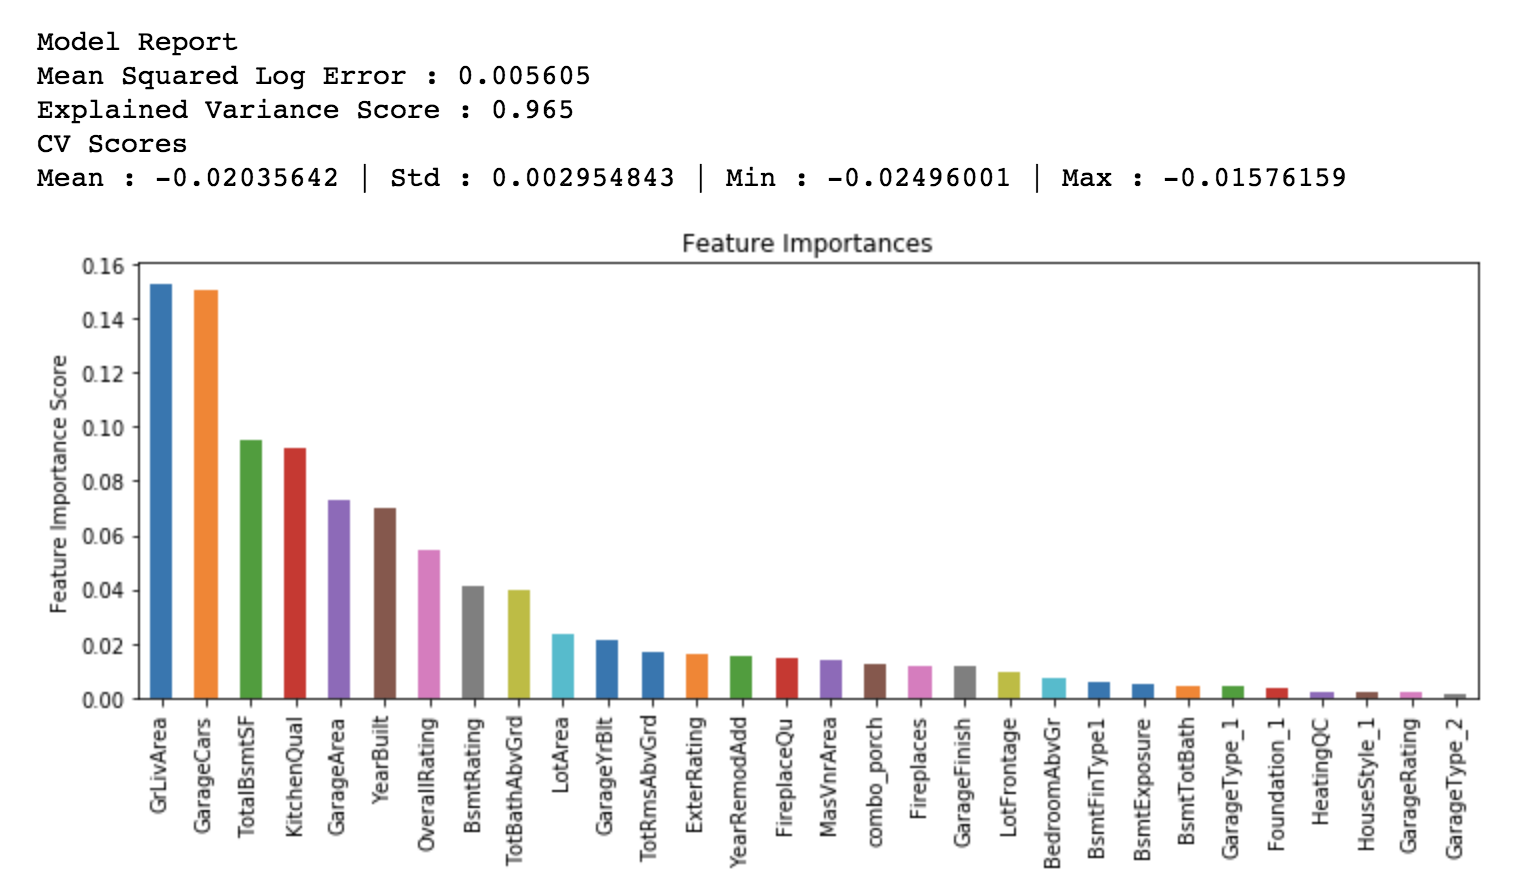 Model Report
Mean Squared Log Error : 0.005605
Explained Variance Score : 0.965
CV Scores
Mean : -0.02035642 | Std : 0.002954843 | Min : -0.02496001 | Max : -0.01576159
Feature Importances
Feature Importance Score
0.16
0.14
0.12
0.10
0.08
0.06
0.04
0.02
0.00
GrLivArea
GarageCars
TotalBsmtSF
KitchenQual
GarageArea
YearBuilt
OverallRating
BsmtRating
TotBathAbvGrd
LotArea
GarageYrBlt
TotRmsAbvGrd
ExterRating
YearRemodAdd
FireplaceQu
MasVnrArea
combo_porch
Fireplaces
GarageFinish
LotFrontage
BedroomAbvGr
BsmtFinType1
BsmtExposure
BsmtTotBath
GarageType_1
Foundation_1
HeatingQC
HouseStyle_1
GarageRating
GarageType_2